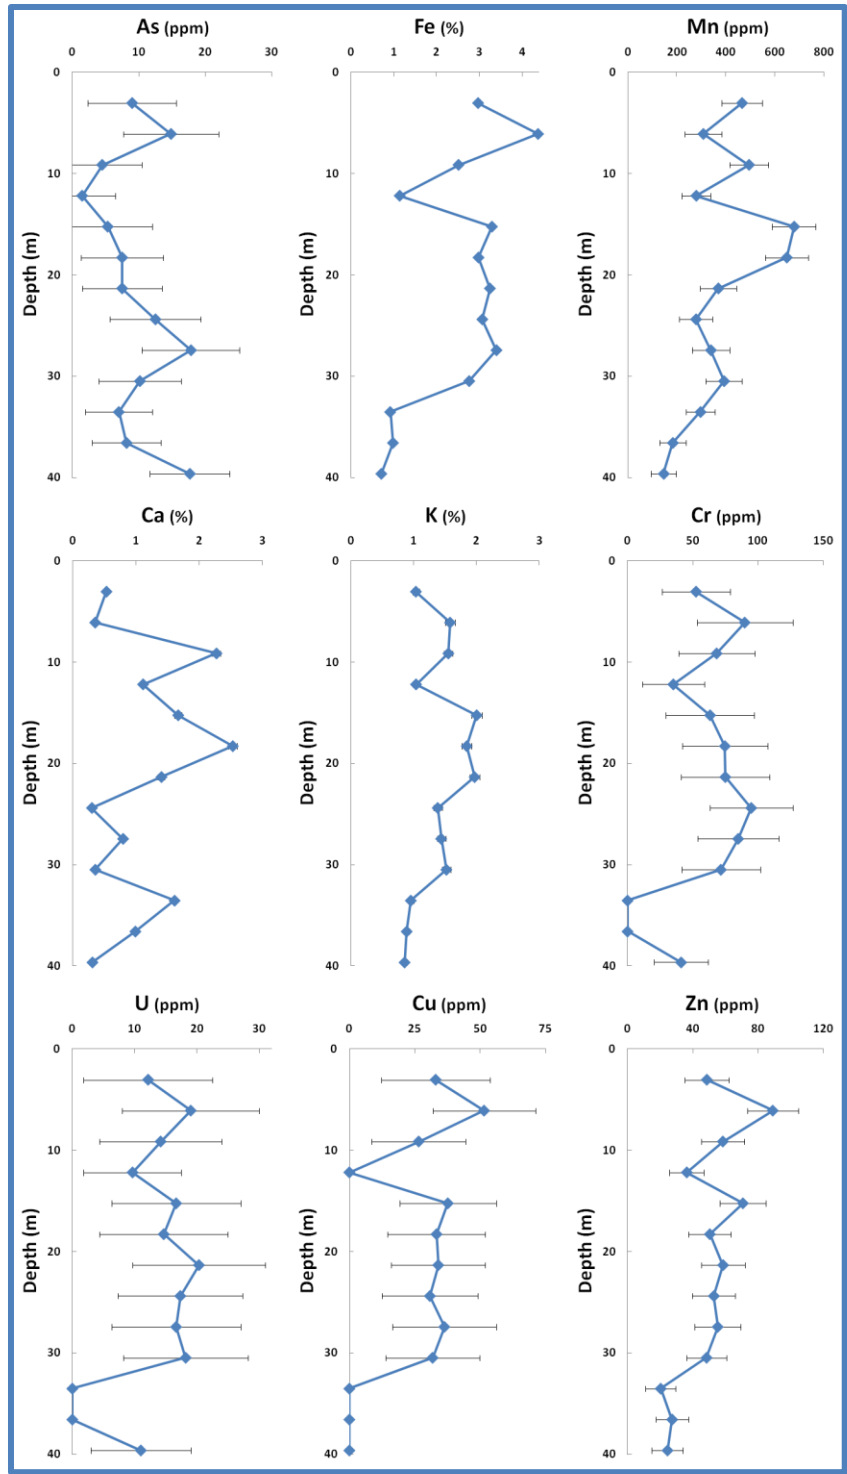 As (ppm) Fe (%) Mn (ppm)
0 10 20 30 0 1 2 3 4 0 200 400 600 800
0 0 0
10 10 10
20 20 20
30 30 30
40 40 40
Depth (m) Depth (m) Depth (m)
Ca (%) K (%) Cr (ppm)
0 1 2 3 0 1 2 3 0 50 100 150
0 0 0
10 10 10
20 20 20
30 30 30
40 40 40
Depth (m) Depth (m) Depth (m)
U (ppm) Cu (ppm) Zn (ppm)
0 10 20 30 0 25 50 75 0 40 80 120
0 0 0
10 10 10
20 20 20
30 30 30
40 40 40
Depth (m) Depth (m) Depth (m)